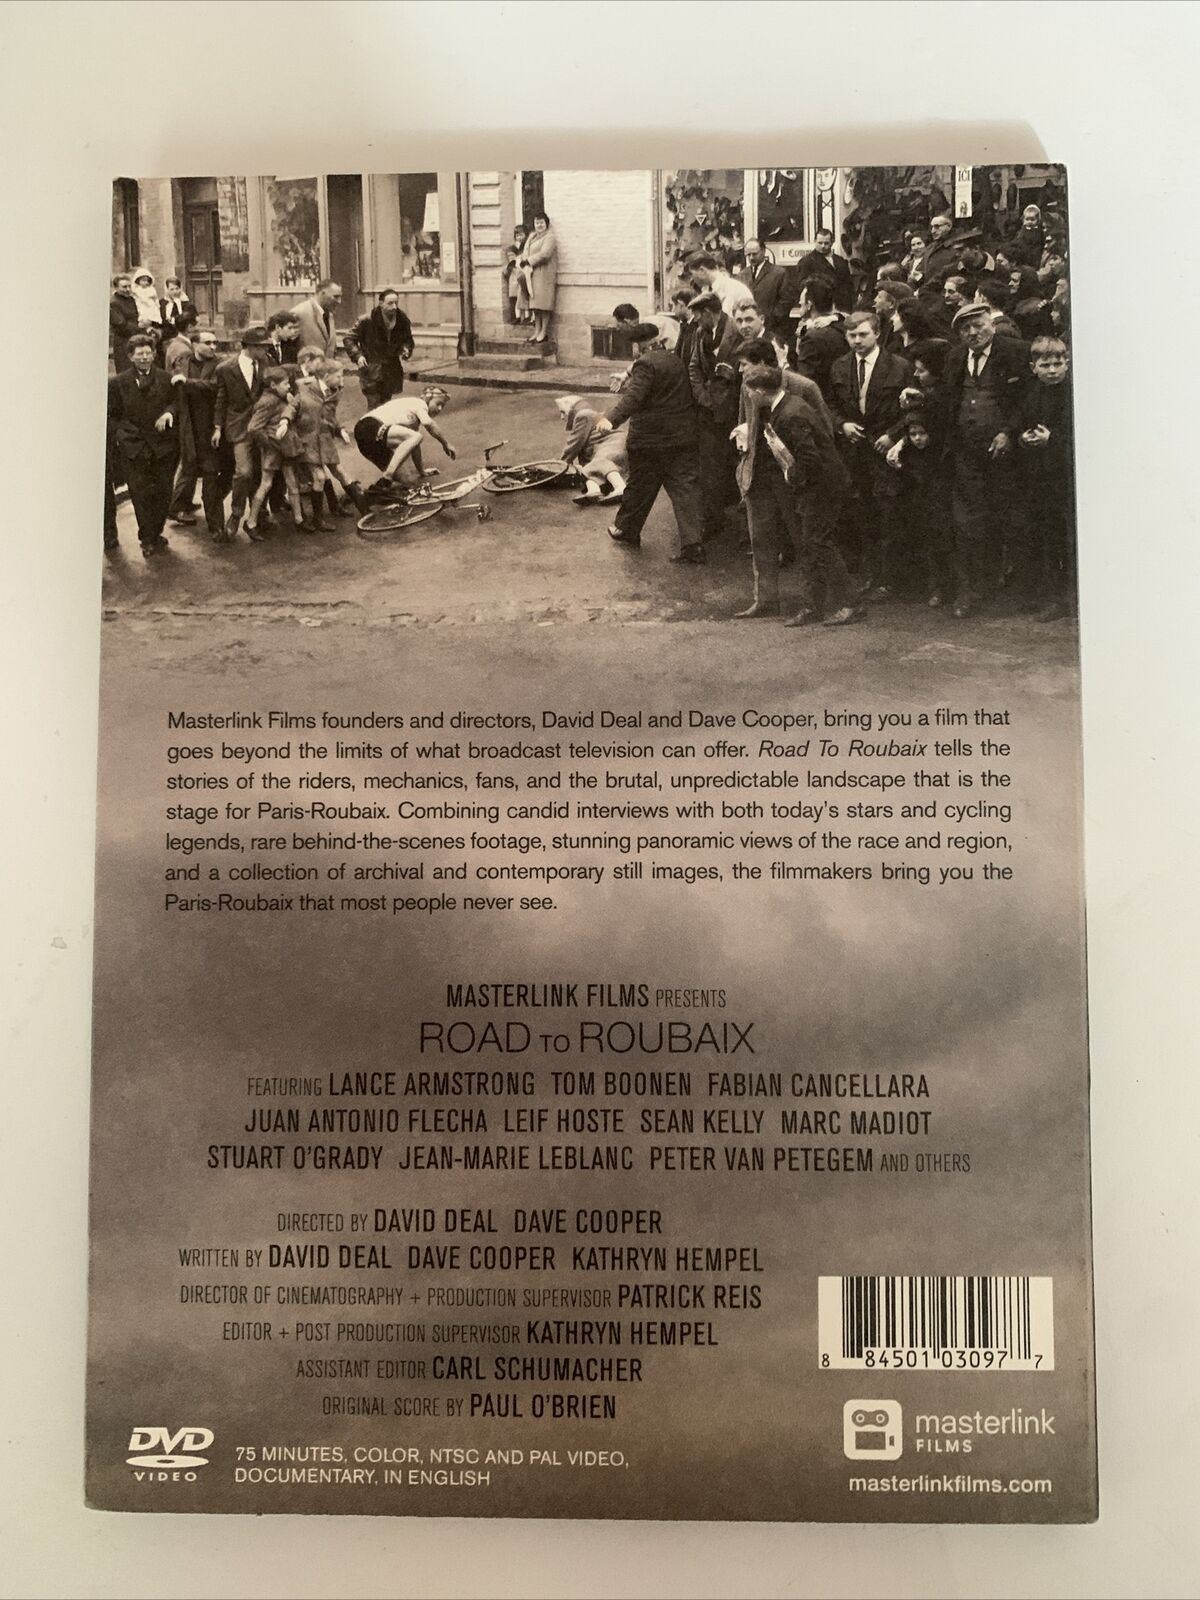 ICI
Masterlink Films founders and directors, David Deal and Dave Cooper, bring you a film that
goes beyond the limits of what broadcast television can offer. Road To Roubaix tells the
stories of the riders, mechanics, fans, and the brutal, unpredictable landscape that is the
stage for Paris-Roubaix. Combining candid interviews with both today's stars and cycling
legends, rare behind-the-scenes footage, stunning panoramic views of the race and region,
and a collection of archival and contemporary still images, the filmmakers bring you the
Paris-Roubaix that most people never see.
MASTERLINK FILMS PRESENTS
ROAD TO ROUBAIX
FEATURING LANCE ARMSTRONG TOM BOONEN FABIAN CANCELLARA
JUAN ANTONIO FLECHA LEIF HOSTE SEAN KELLY MARC MADIOT
STUART O'GRADY JEAN-MARIE LEBLANC PETER VAN PETEGEM AND OTHERS
DIRECTED BY DAVID DEAL DAVE COOPER
WRITTEN BY DAVID DEAL DAVE COOPER KATHRYN HEMPEL
DIRECTOR OF CINEMATOGRAPHY + PRODUCTION SUPERVISOR PATRICK REIS
EDITOR + POST PRODUCTION SUPERVISOR KATHRYN HEMPEL
ASSISTANT EDITOR CARL SCHUMACHER
ORIGINAL SCORE BY PAUL O'BRIEN
8 84501 03097 7
DVD
VIDEO
75 MINUTES, COLOR, NTSC AND PAL VIDEO,
DOCUMENTARY, IN ENGLISH
masterlink
FILMS
masterlinkfilms.com